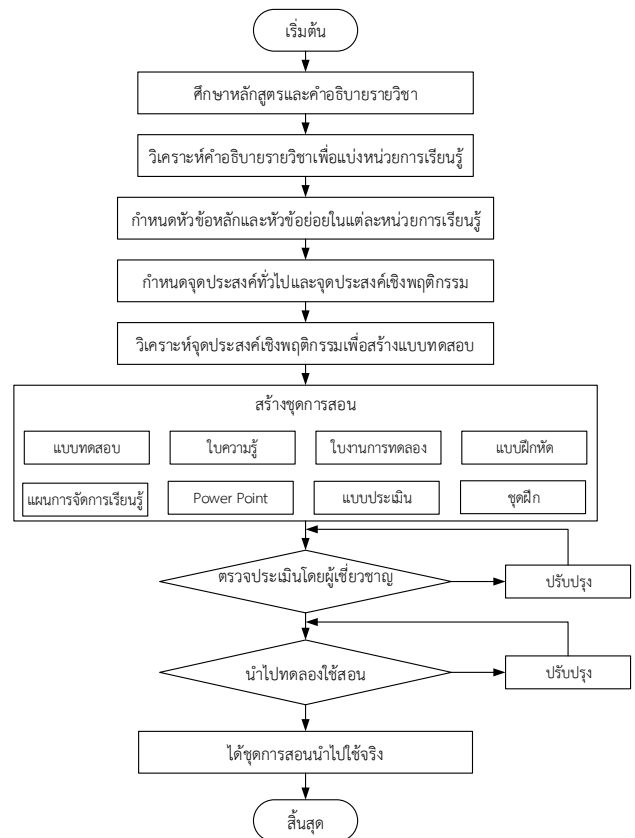 เริ่มต้น
ศึกษาหลักสูตรและคำอธิบายรายวิชา
วิเคราะห์คำอธิบายรายวิชาเพื่อแบ่งหน่วยการเรียนรู้
กำหนดหัวข้อหลักและหัวข้อย่อยในแต่ละหน่วยการเรียนรู้
กำหนดจุดประสงค์ทั่วไปและจุดประสงค์เชิงพฤติกรรม
วิเคราะห์จุดประสงค์เชิงพฤติกรรมเพื่อสร้างแบบทดสอบ
สร้างชุดการสอน
แบบทดสอบ
ใบความรู้
ใบงานการทดลอง
แบบฝึกหัด
แผนการจัดการเรียนรู้
Power Point
แบบประเมิน
ชุดฝึก
ตรวจประเมินโดยผู้เชี่ยวชาญ
ปรับปรุง
นำไปทดลองใช้สอน
ปรับปรุง
ได้ชุดการสอนนำไปใช้จริง
สิ้นสุด